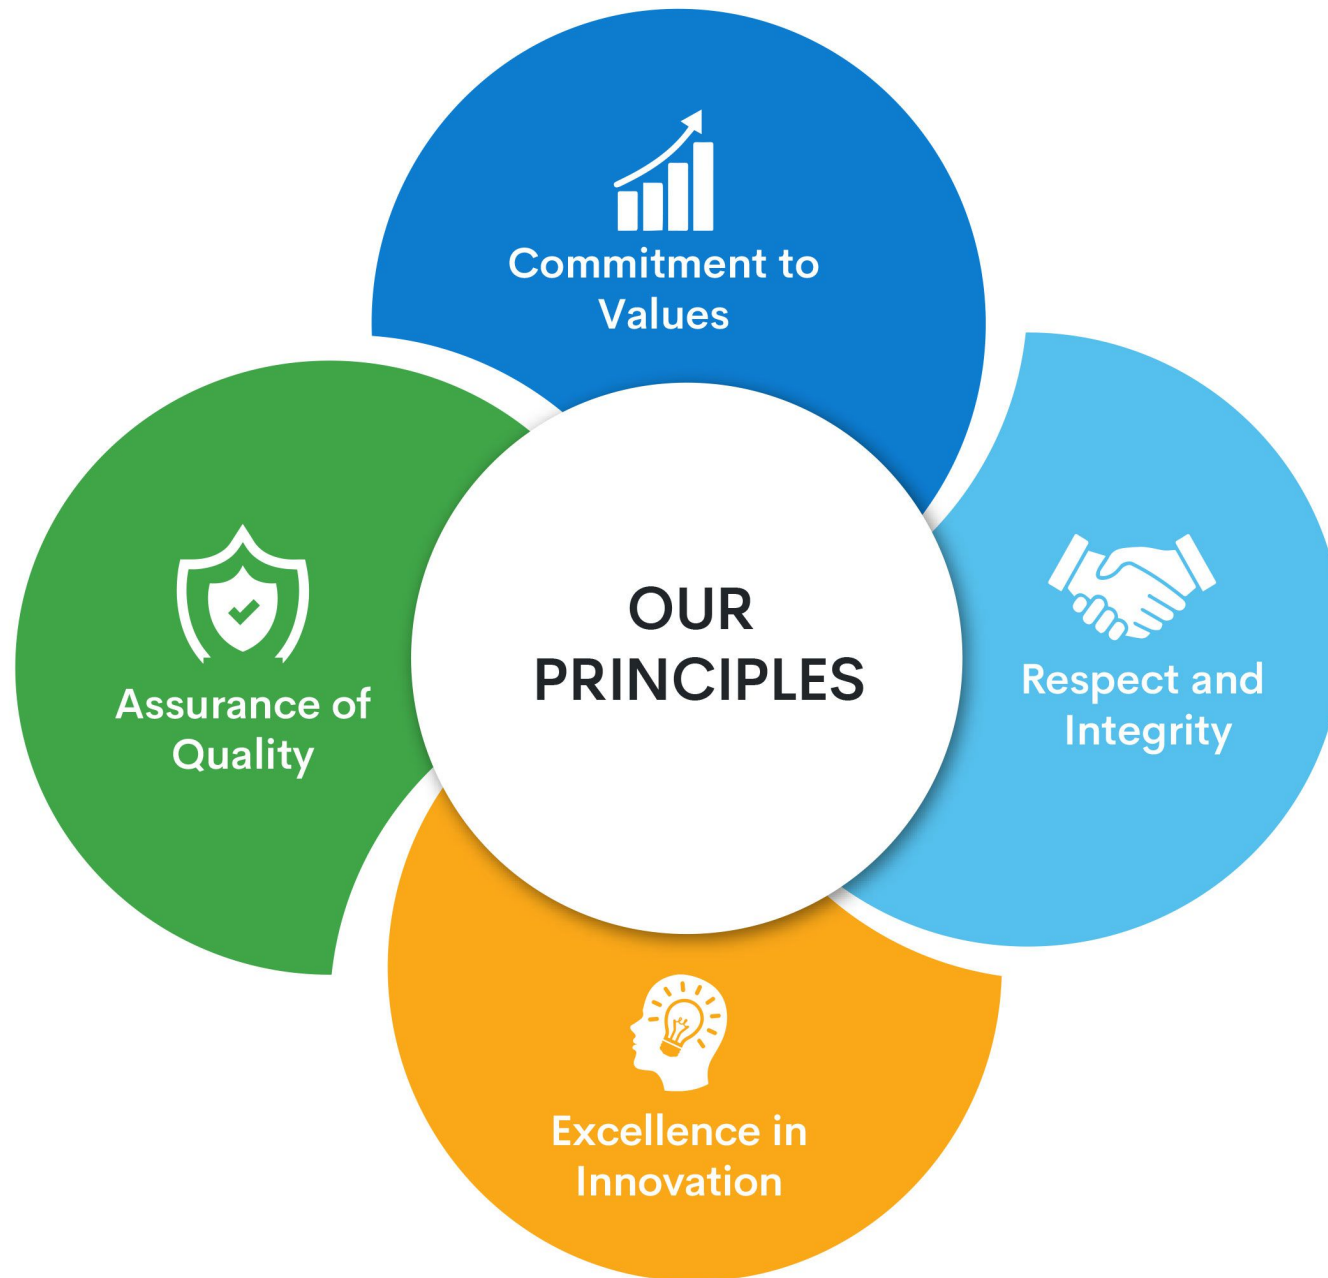 Commitment to
Values
OUR
PRINCIPLES
Respect and
Integrity
Assurance of
Quality
Excellence in
Innovation